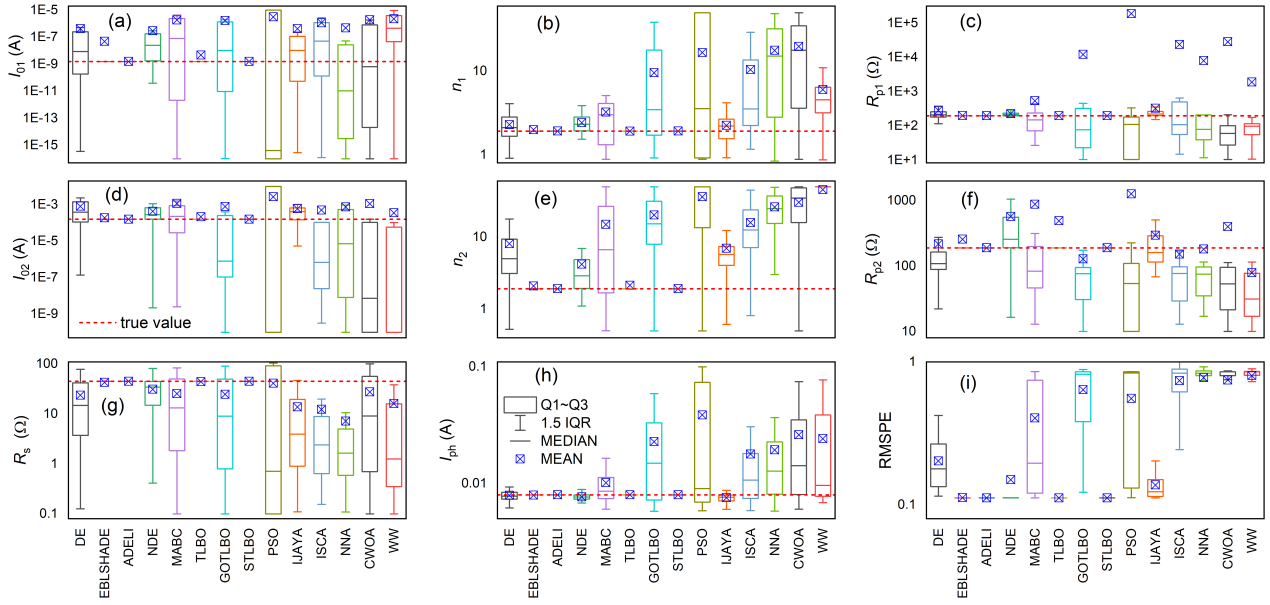 (a)
1E-5
1E-7
1E-9
1E-11
1E-13
1E-15
I01 (A)
(b)
10
1
n1
(c)
1E+5
1E+4
1E+3
1E+2
1E+1
Rp1 (Ω)
(d)
1E-3
1E-5
1E-7
1E-9
I02 (A)
true value
(e)
10
1
n2
(f)
1000
100
10
Rp2 (Ω)
(g)
100
10
1
0.1
Rs (Ω)
(h)
0.1
0.01
Iph (A)
Q1~Q3
1.5 IQR
MEDIAN
MEAN
(i)
1
0.1
RMSPE
DE
EBLSHADE
ADELI
NDE
MABC
TLBO
GOTLBO
STLBO
PSO
IJAYA
ISCA
NNA
CWOA
WW
DE
EBLSHADE
ADELI
NDE
MABC
TLBO
GOTLBO
STLBO
PSO
IJAYA
ISCA
NNA
CWOA
WW
DE
EBLSHADE
ADELI
NDE
MABC
TLBO
GOTLBO
STLBO
PSO
IJAYA
ISCA
NNA
CWOA
WW